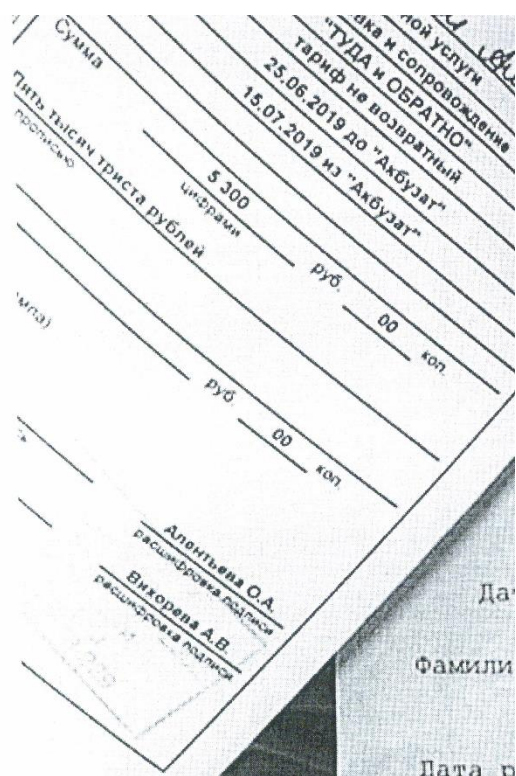 ной услуги
ка и сопровождение
"ТУДА и ОБРАТНО"
тариф не возвратный
25.06.2019 до "Акбузат"
15.07.2019 из "Акбузат"
Сумма
5 300 руб. 00 коп.
цифрами
Пять тысяч триста рублей
прописью
руб. 00 коп.
Алентьева О.А.
расшифровка подписи
Вихорева А.В.
расшифровка подписи
Да
Фамили
Дата р